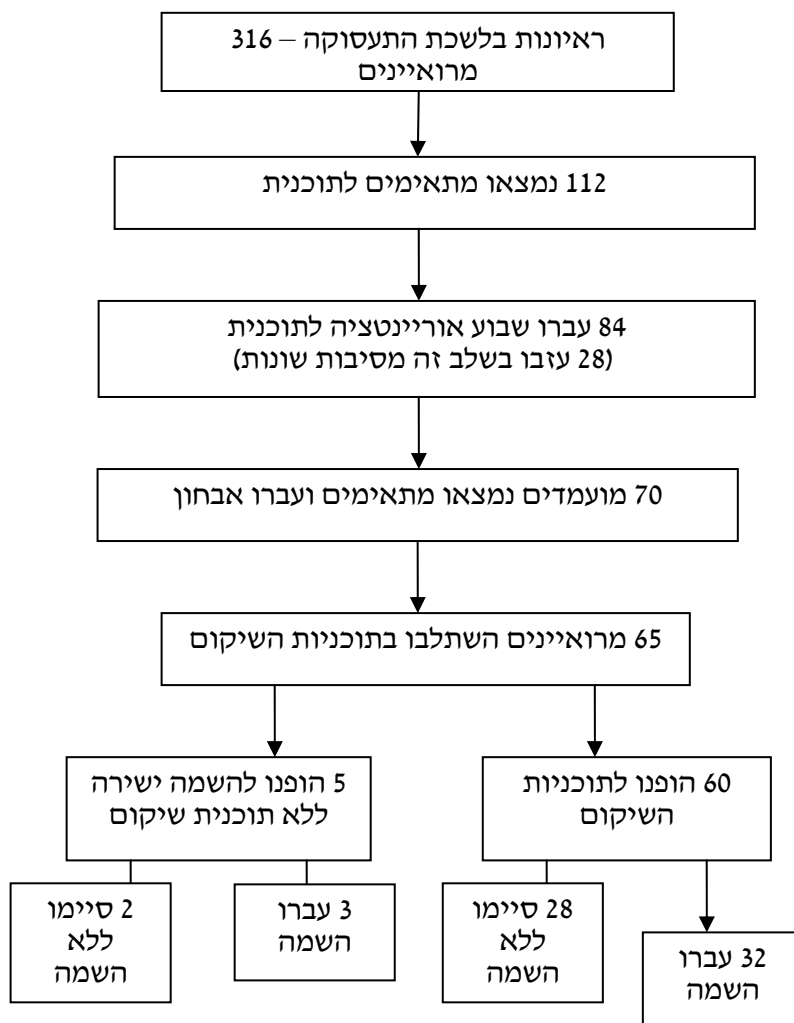 ראיונות בלשכת התעסוקה – 316
מרואיינים
112 נמצאו מתאימים לתוכנית
84 עברו שבוע אוריינטציה לתוכנית
(28 עזבו בשלב זה מסיבות שונות)
70 מועמדים נמצאו מתאימים ועברו אבחון
65 מרואיינים השתלבו בתוכניות השיקום
60 הופנו לתוכניות
השיקום
5 הופנו להשמה ישירה
ללא תוכנית שיקום
32 עברו
השמה
28 סיימו
ללא
השמה
3 עברו
השמה
2 סיימו
ללא
השמה